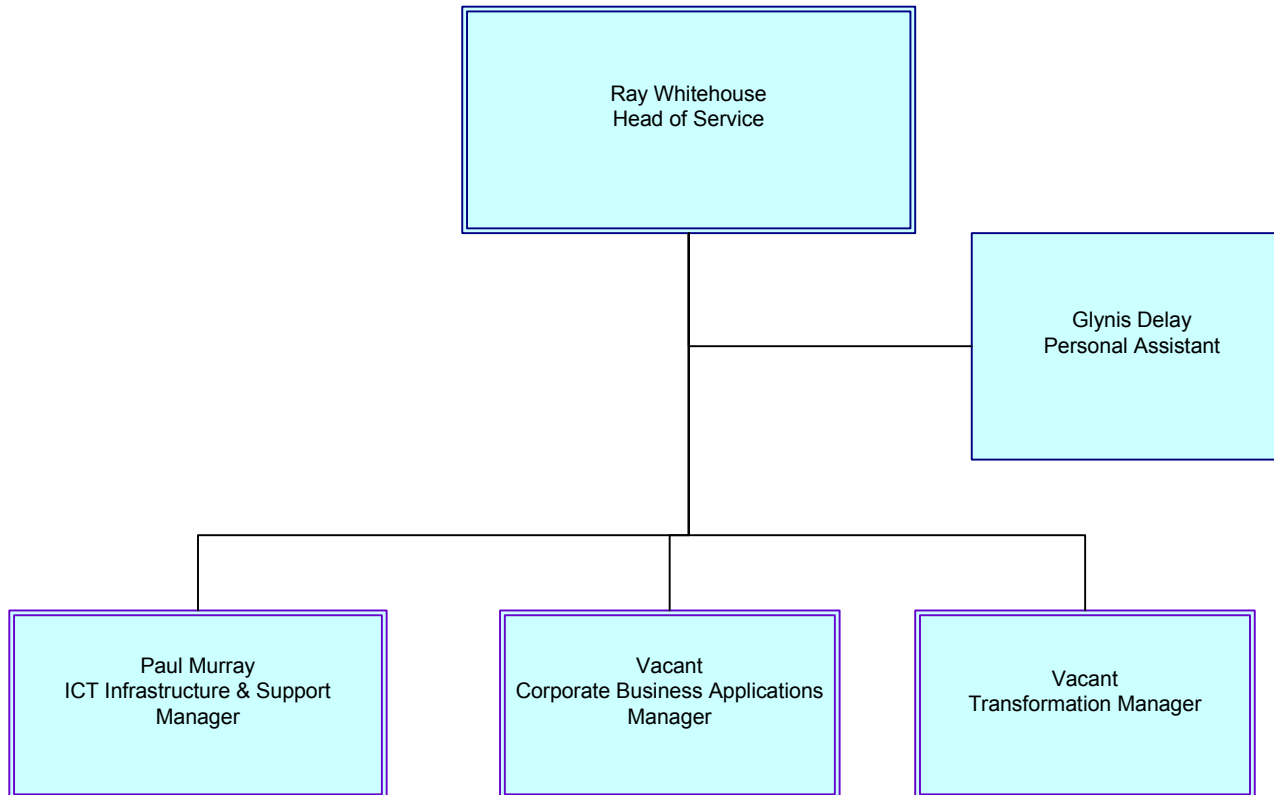 Ray Whitehouse
Head of Service
Glynis Delay
Personal Assistant
Paul Murray
ICT Infrastructure & Support
Manager
Vacant
Corporate Business Applications
Manager
Vacant
Transformation Manager